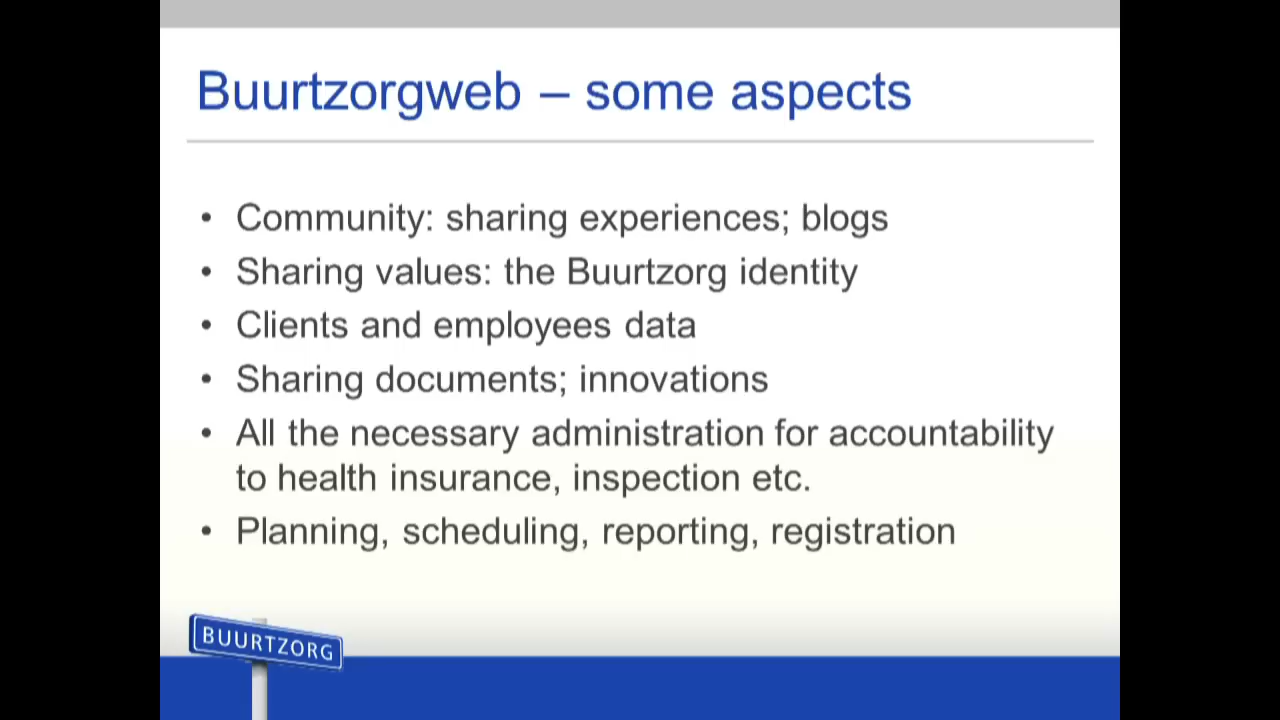 Buurtzorgweb – some aspects
• Community: sharing experiences; blogs
• Sharing values: the Buurtzorg identity
• Clients and employees data
• Sharing documents; innovations
• All the necessary administration for accountability
to health insurance, inspection etc.
• Planning, scheduling, reporting, registration
BUURTZORG